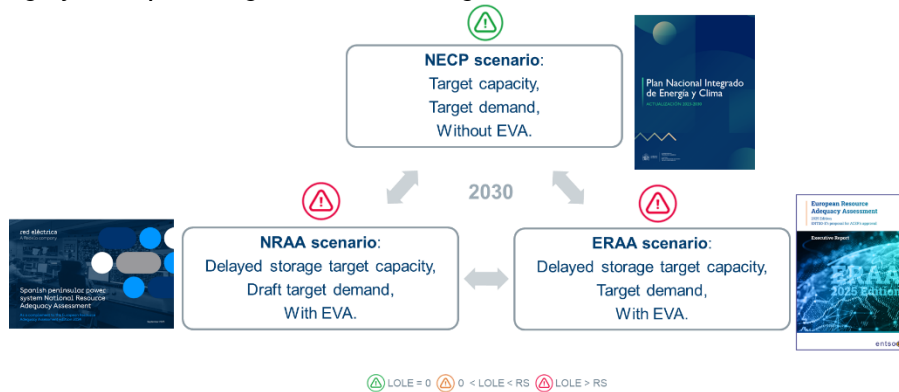 NECP scenario:
Target capacity,
Target demand,
Without EVA.
Plan Nacional Integrado
de Energía y Clima
2030
NRAA scenario:
Delayed storage target capacity,
Draft target demand,
With EVA.
ERAA scenario:
Delayed storage target capacity,
Target demand,
With EVA.
red eléctrica
Spanish peninsular power
system National Resource
Adequacy Assessment
European Resource
Adequacy Assessment
Executive Report
ERAA
2025 Edition
entso
LOLE = 0 0 < LOLE < RS LOLE > RS